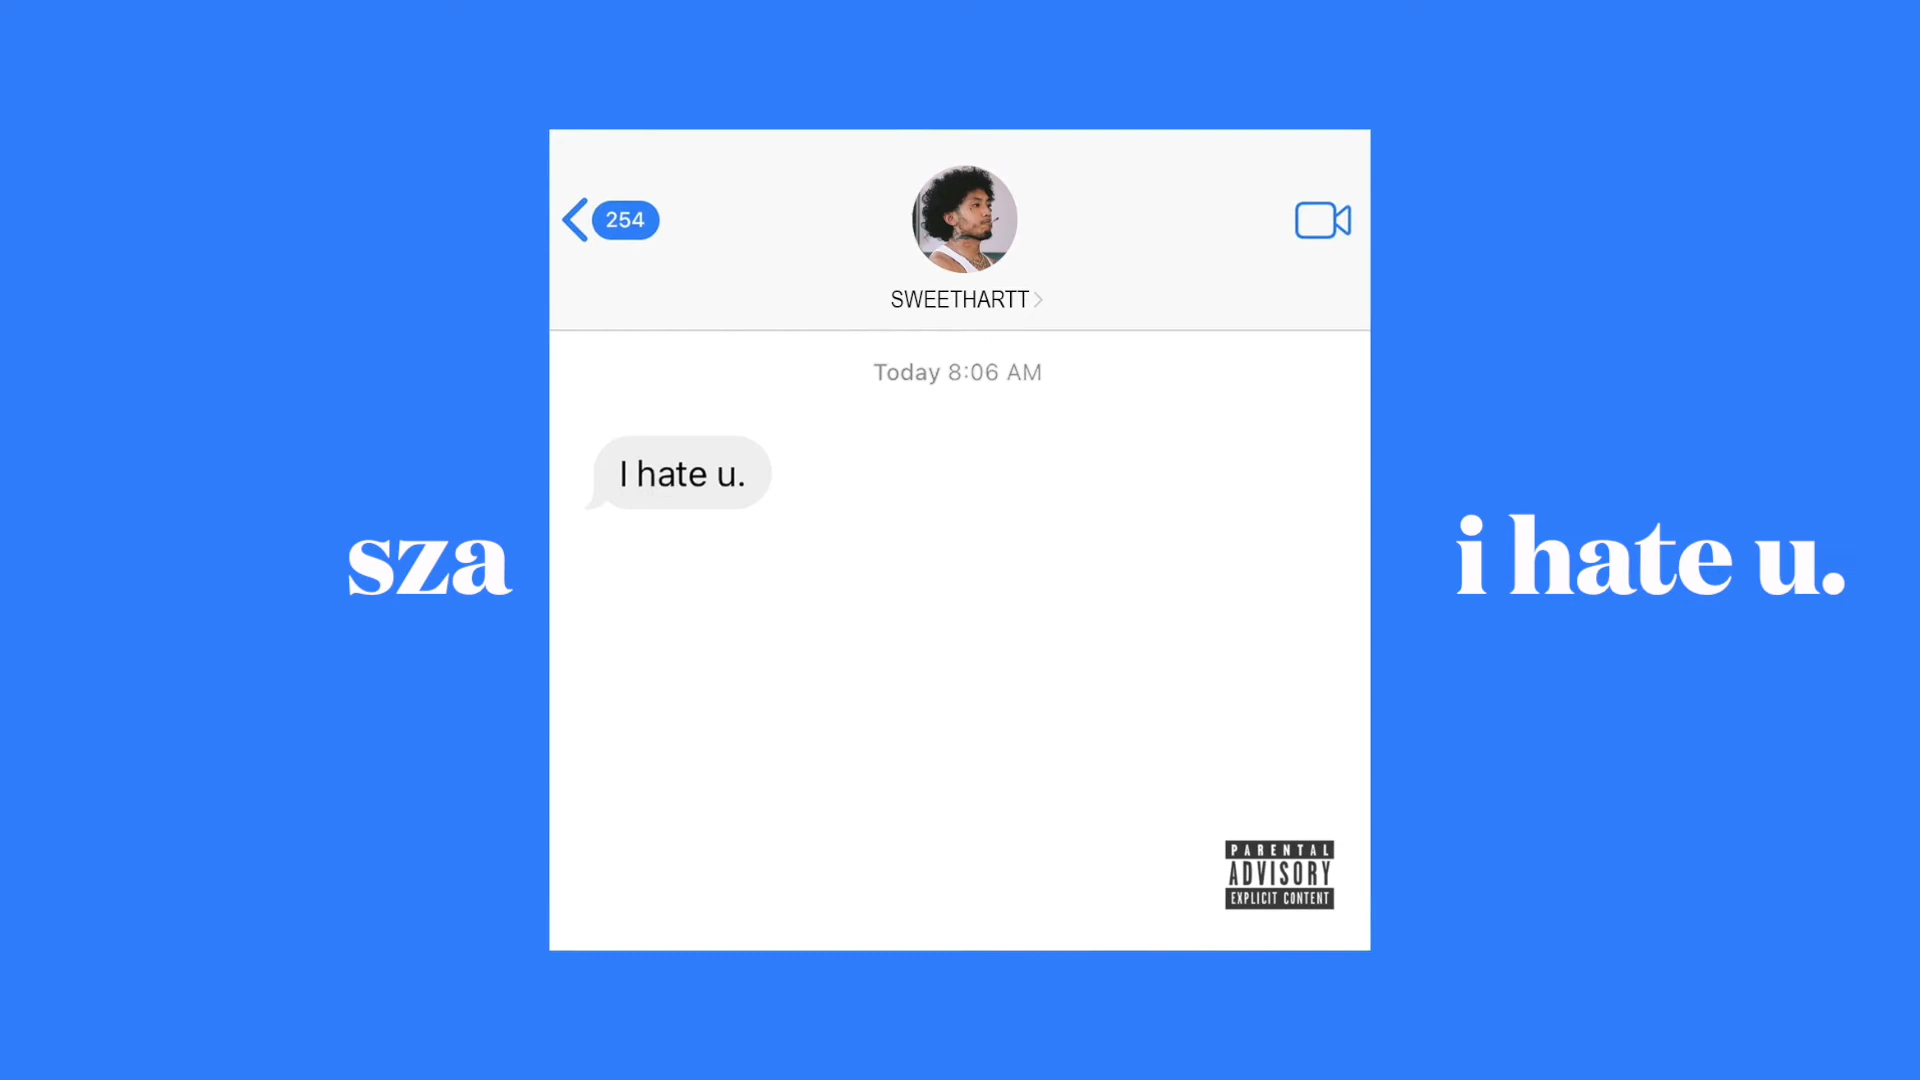 254
SWEETHARTT
Today 8:06 AM
I hate u.
sza
i hate u.
PARENTAL
ADVISORY
EXPLICIT CONTENT